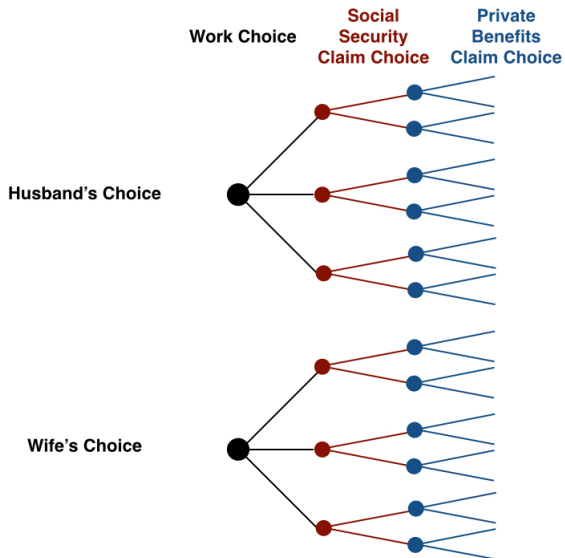 Work Choice
Social
Security
Claim Choice
Private
Benefits
Claim Choice
Husband's Choice
Wife's Choice